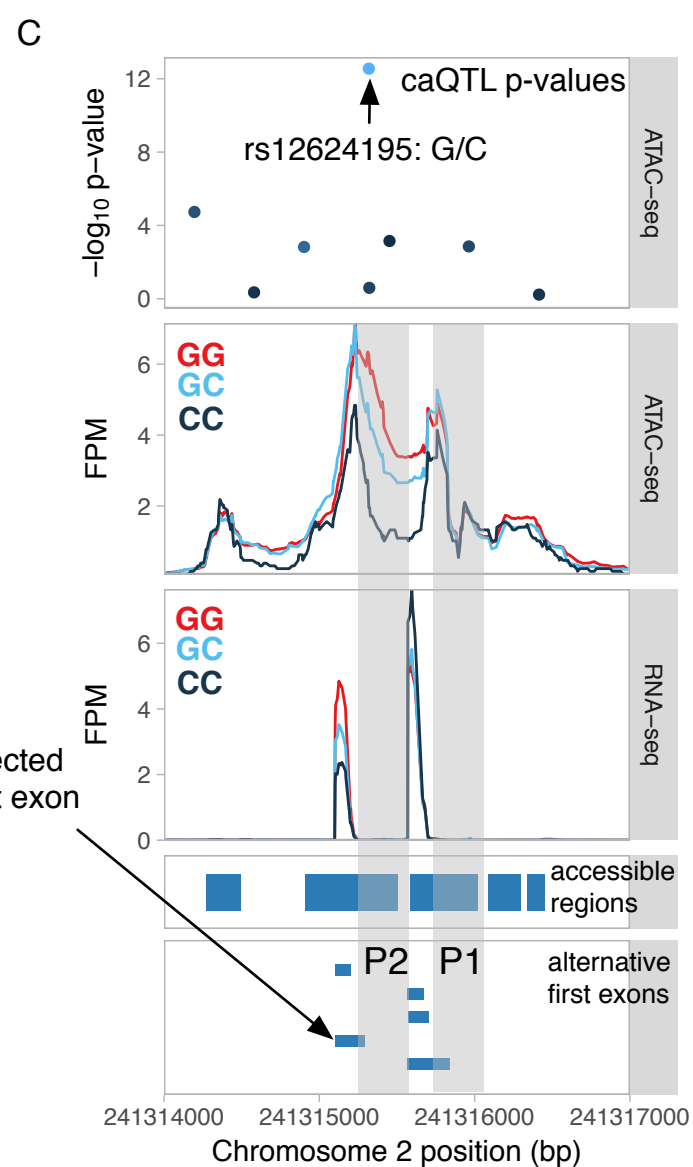 C
12
8
4
0
−log10 p−value
caQTL p-values
rs12624195: G/C
ATAC−seq
6
4
2
FPM
GG
GC
CC
ATAC−seq
6
4
2
0
FPM
GG
GC
CC
RNA−seq
exon
accessible
regions
P2 P1
alternative
first exons
241314000 241315000 241316000 241317000
Chromosome 2 position (bp)